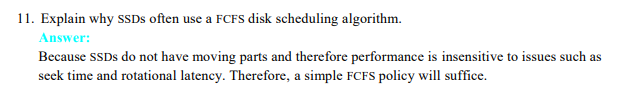 11. Explain why SSDs often use a FCFS disk scheduling algorithm.
Answer:
Because SSDs do not have moving parts and therefore performance is insensitive to issues such as
seek time and rotational latency. Therefore, a simple FCFS policy will suffice.